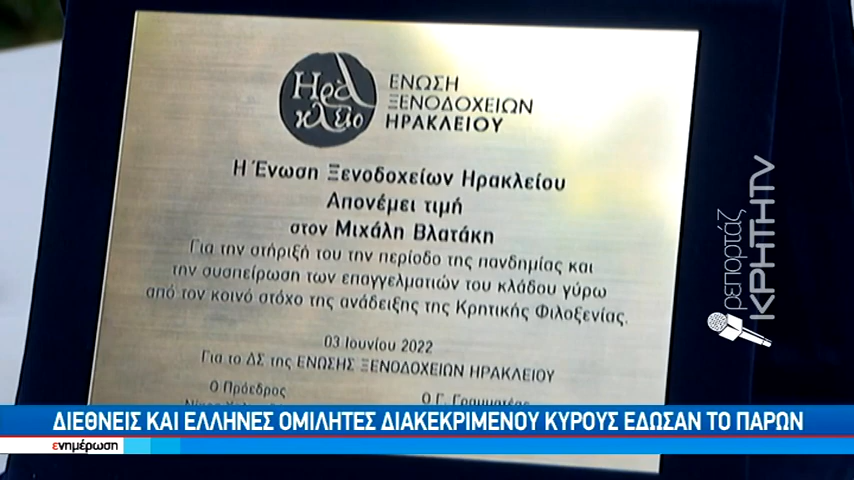 Ηρά
κλειο
ΕΝΩΣΗ
ΞΕΝΟΔΟΧΕΙΩΝ
ΗΡΑΚΛΕΙΟΥ
Η Ένωση Ξενοδοχείων Ηρακλείου
Απονέμει τιμή
στον Μιχάλη Βλατάκη
Για την στήριξή του την περίοδο της πανδημίας και
την συσπείρωση των επαγγελματιών του κλάδου γύρω
από τον κοινό στόχο της ανάδειξης της Κρητικής Φιλοξενίας.
03 Ιουνίου 2022
Για το ΔΣ της ΕΝΩΣΗΣ ΞΕΝΟΔΟΧΕΙΩΝ ΗΡΑΚΛΕΙΟΥ
Ο Πρόεδρος
Ο Γ. Γραμματέας
ρεπορτάζ
ΚΡΗΤΗTV
ΔΙΕΘΝΕΙΣ ΚΑΙ ΕΛΛΗΝΕΣ ΟΜΙΛΗΤΕΣ ΔΙΑΚΕΚΡΙΜΕΝΟΥ ΚΥΡΟΥΣ ΕΔΩΣΑΝ ΤΟ ΠΑΡΩΝ
ενημέρωση